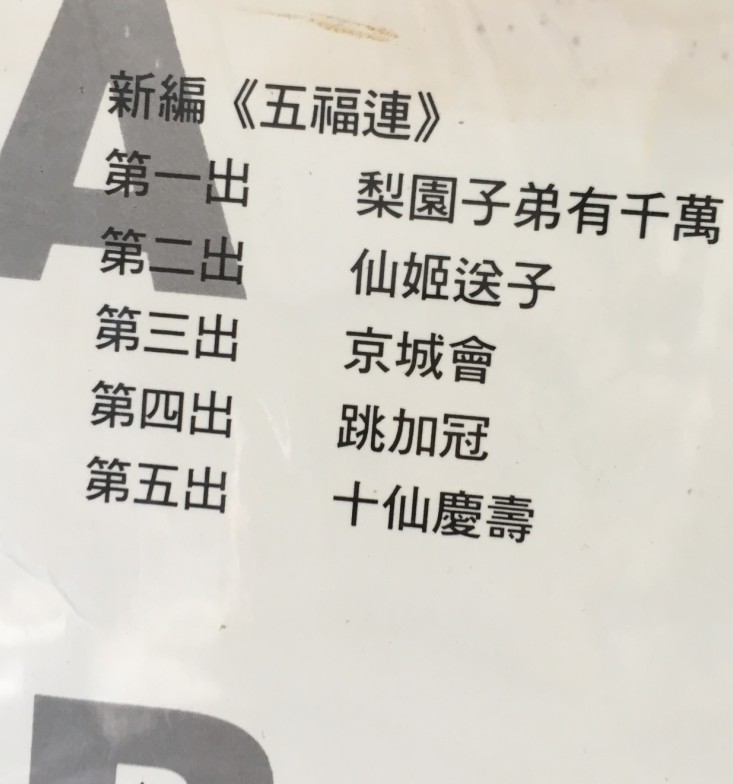 A
新編《五福連》
第一出 梨園子弟有千萬
第二出 仙姬送子
第三出 京城會
第四出 跳加冠
第五出 十仙慶壽